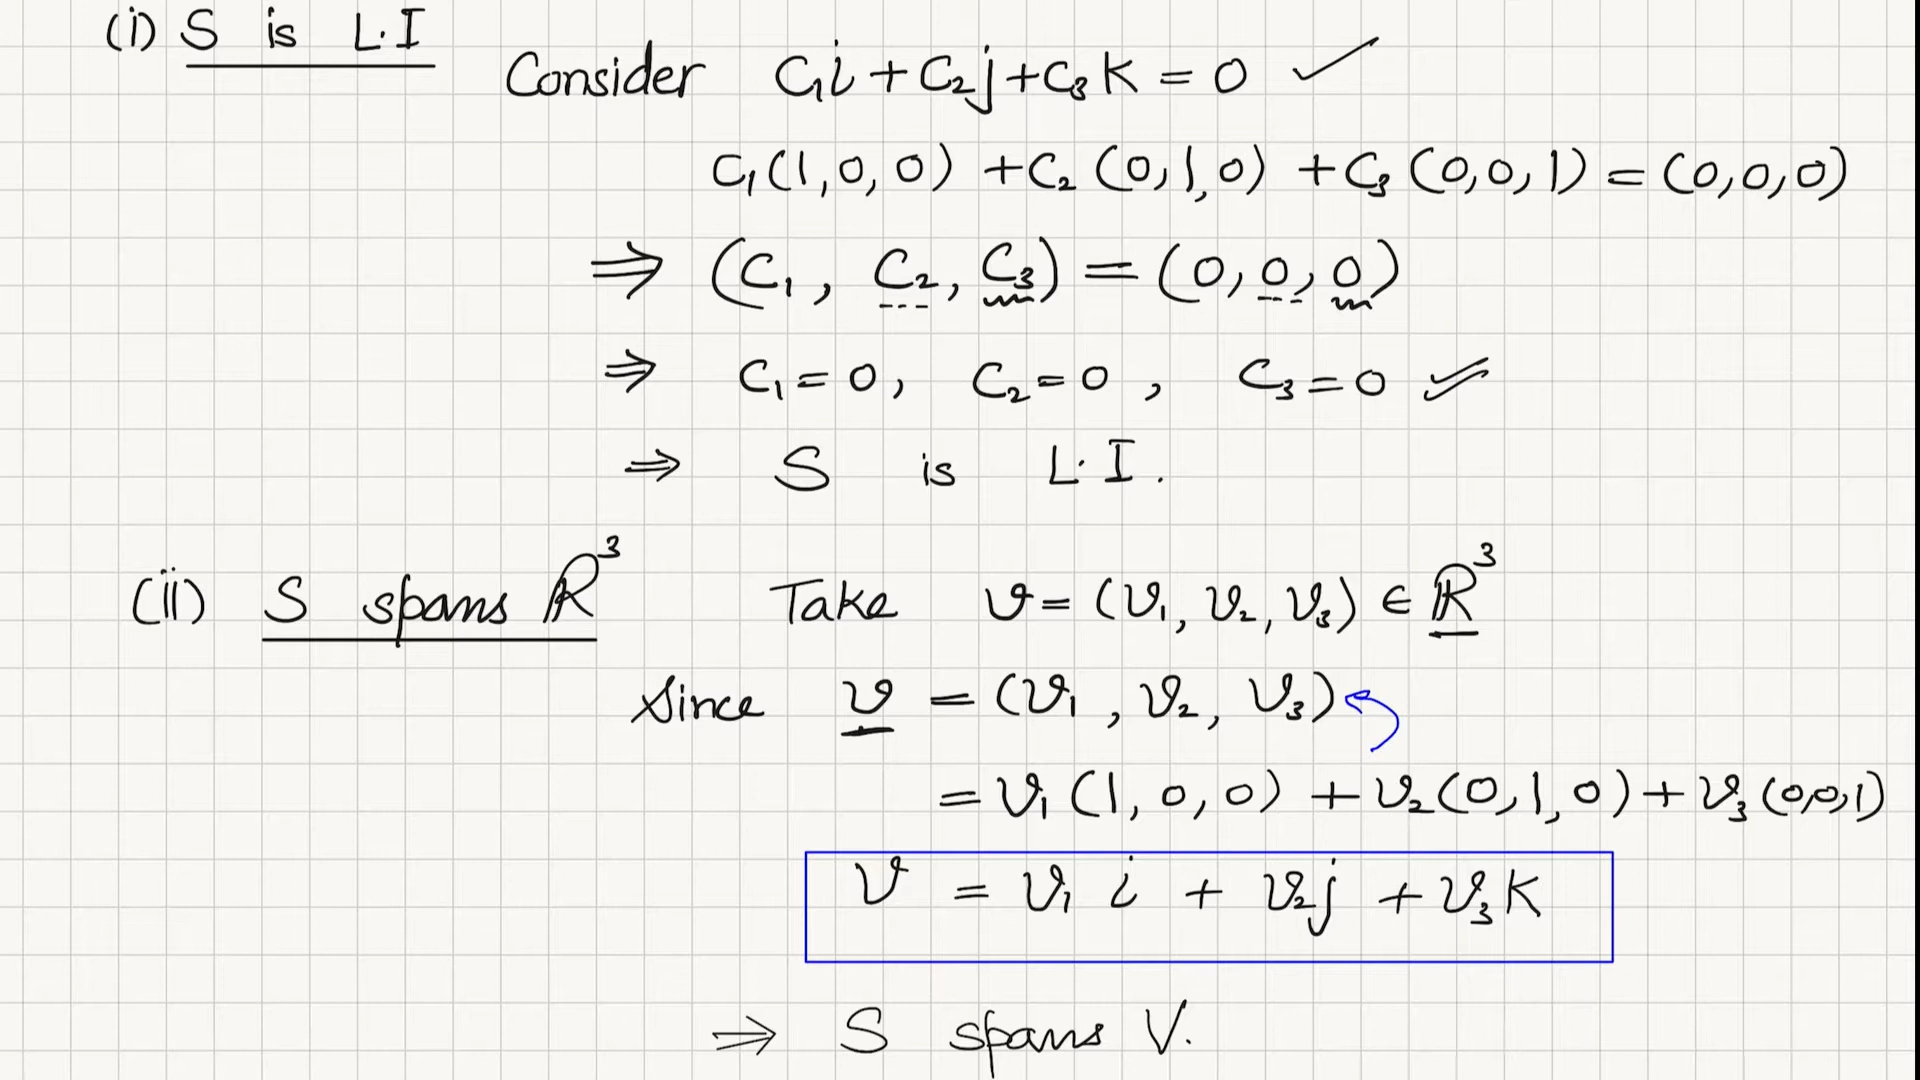 (i) S is L.I
Consider C₁i + C₂j + C₃k = 0 ✓
C₁(1,0,0) + C₂(0,1,0) + C₃(0,0,1) = (0,0,0)
⇒ (C₁, C₂, C₃) = (0,0,0)
⇒ C₁ = 0, C₂ = 0, C₃ = 0 ✓
⇒ S is L.I.
(ii) S spans ℝ³ Take v = (v₁, v₂, v₃) ∈ ℝ³
Since v = (v₁, v₂, v₃)
= v₁(1,0,0) + v₂(0,1,0) + v₃(0,0,1)
v = v₁ i + v₂j + v₃k
⇒ S spans V.